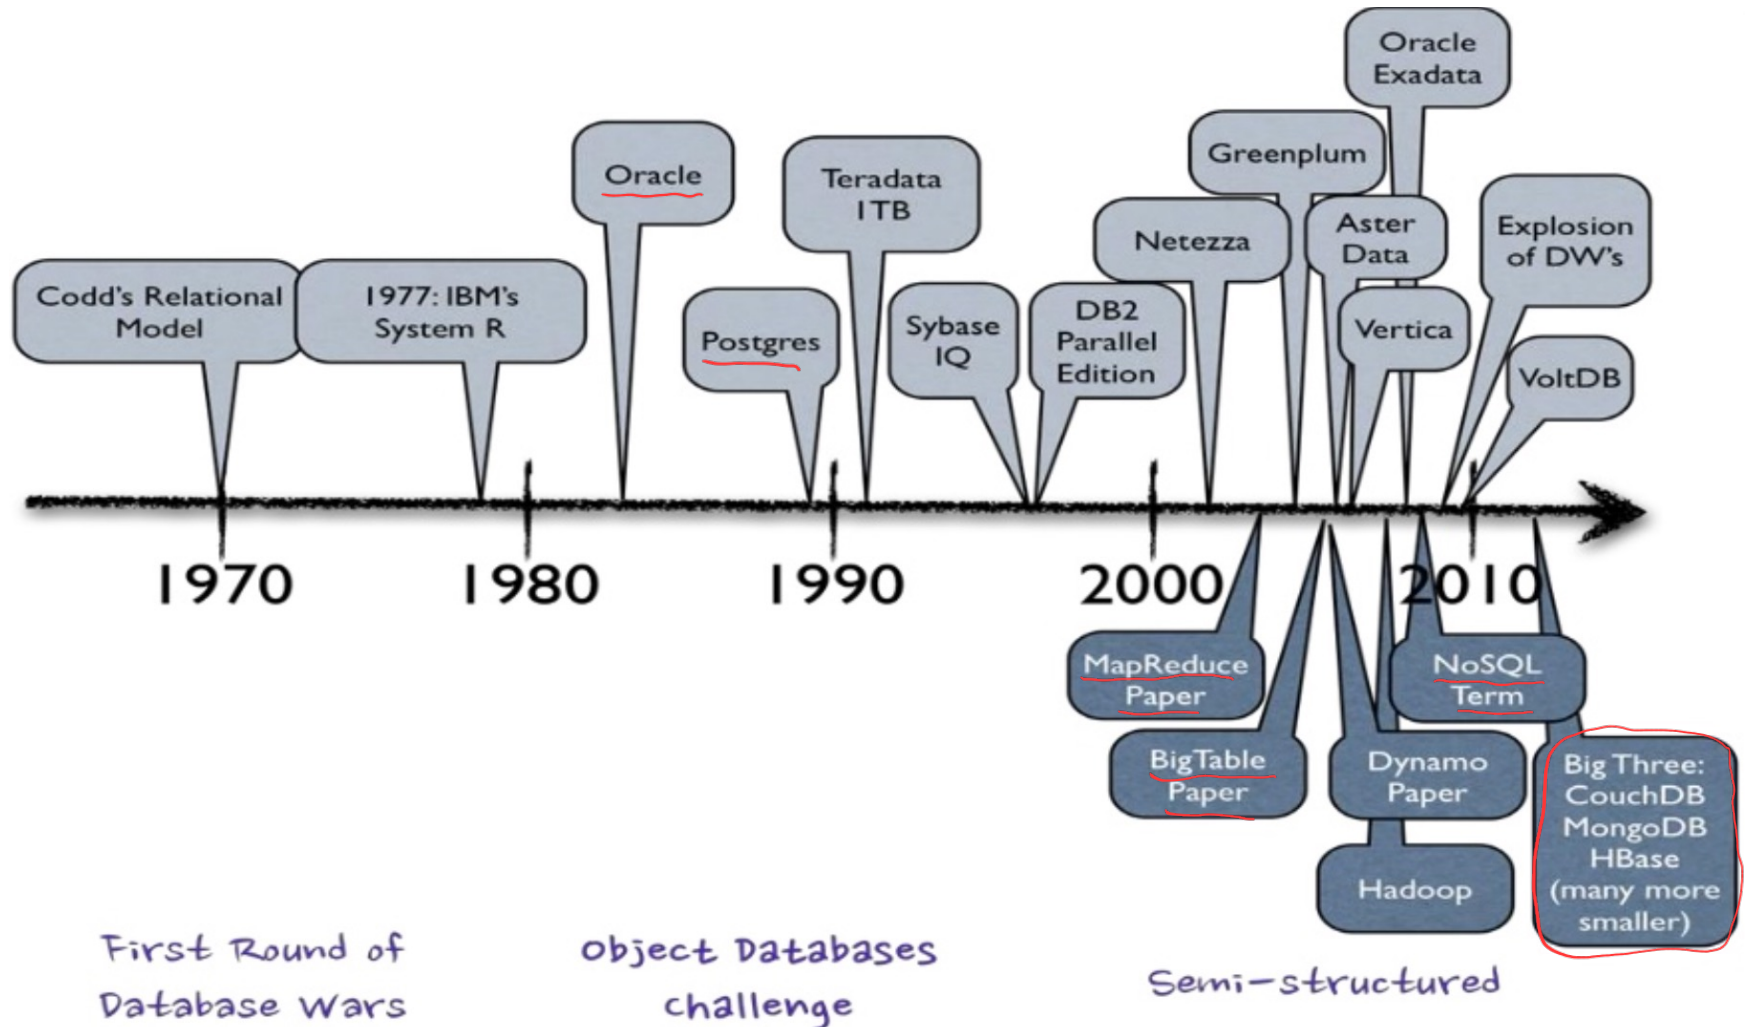 Oracle
Exadata
Greenplum
Oracle
Teradata
1TB
Aster
Data
Explosion
of DW's
Netezza
Codd's Relational
Model
1977: IBM's
System R
Postgres
Sybase
IQ
DB2
Parallel
Edition
Vertica
VoltDB
1970
1980
1990
2000
2010
MapReduce
Paper
NoSQL
Term
BigTable
Paper
Dynamo
Paper
Big Three:
CouchDB
MongoDB
HBase
(many more
smaller)
Hadoop
First Round of
Database Wars
Object Databases
challenge
Semi-structured